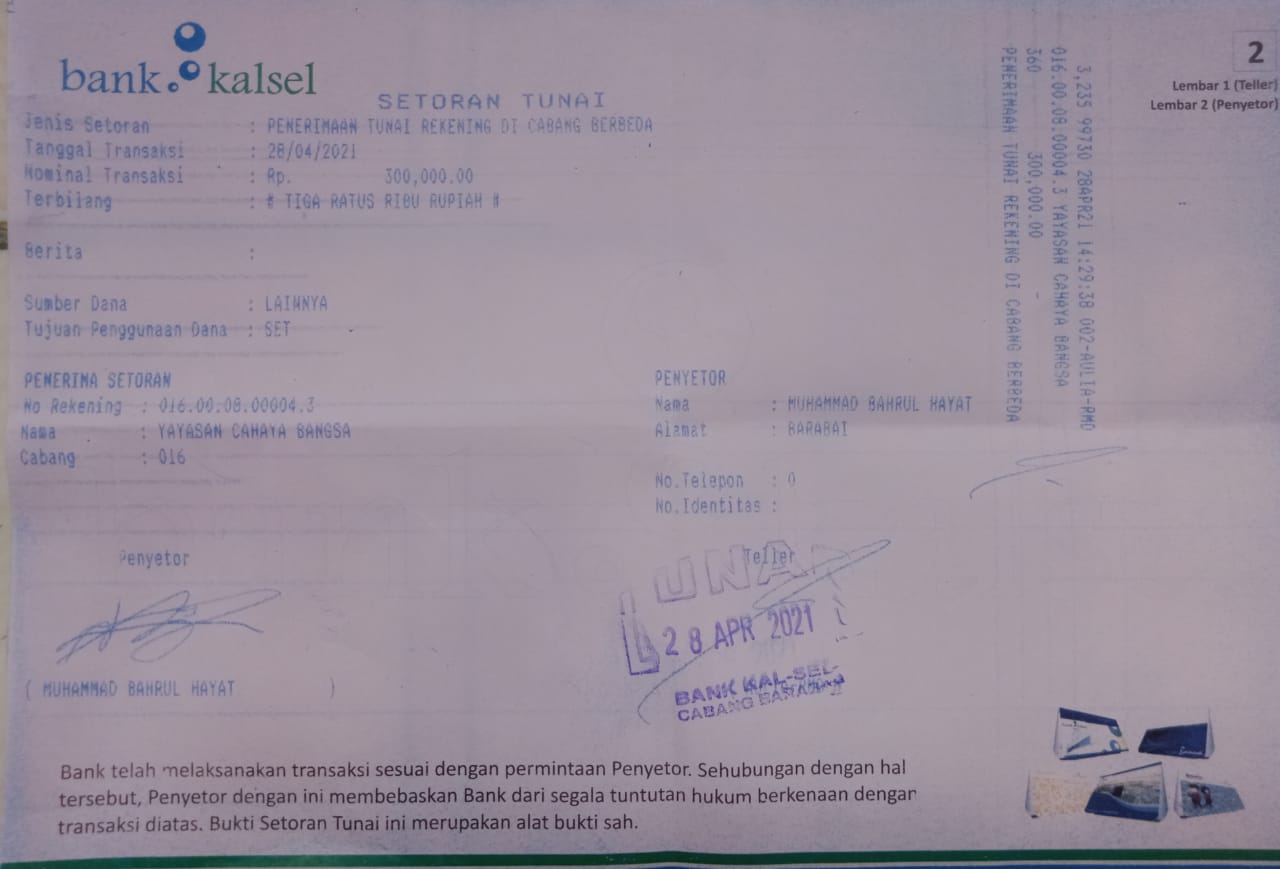 bank kalsel
2
Lembar 1 (Teller)
Lembar 2 (Penyetor)
SETORAN TUNAI
Jenis Setoran : PENERIMAAN TUNAI REKENING DI CABANG BERBEDA
Tanggal Transaksi : 28/04/2021
Nominal Transaksi : Rp. 300,000.00
Terbilang : # TIGA RATUS RIBU RUPIAH #
Berita :
Sumber Dana : LAINNYA
Tujuan Penggunaan Dana : SET
PENERIMA SETORAN
No Rekening : 016.00.08.00004.3
Nama : YAYASAN CAHAYA BANGSA
Cabang : 016
PENYETOR
Nama : MUHAMMAD BAHRUL HAYAT
Alamat : BARABAI
No.Telepon : 0
No.Identitas :
3,235 99730 28APR21 14:29:38 002-AULIA-RMD
016.00.08.00004.3 YAYASAN CAHAYA BANGSA
360 300,000.00 -
PENERIMAAN TUNAI REKENING DI CABANG BERBEDA
Penyetor
( MUHAMMAD BAHRUL HAYAT )
Teller
LUNAS
28 APR 2021
BANK KAL-SEL
CABANG
Bank telah melaksanakan transaksi sesuai dengan permintaan Penyetor. Sehubungan dengan hal
tersebut, Penyetor dengan ini membebaskan Bank dari segala tuntutan hukum berkenaan dengan
transaksi diatas. Bukti Setoran Tunai ini merupakan alat bukti sah.